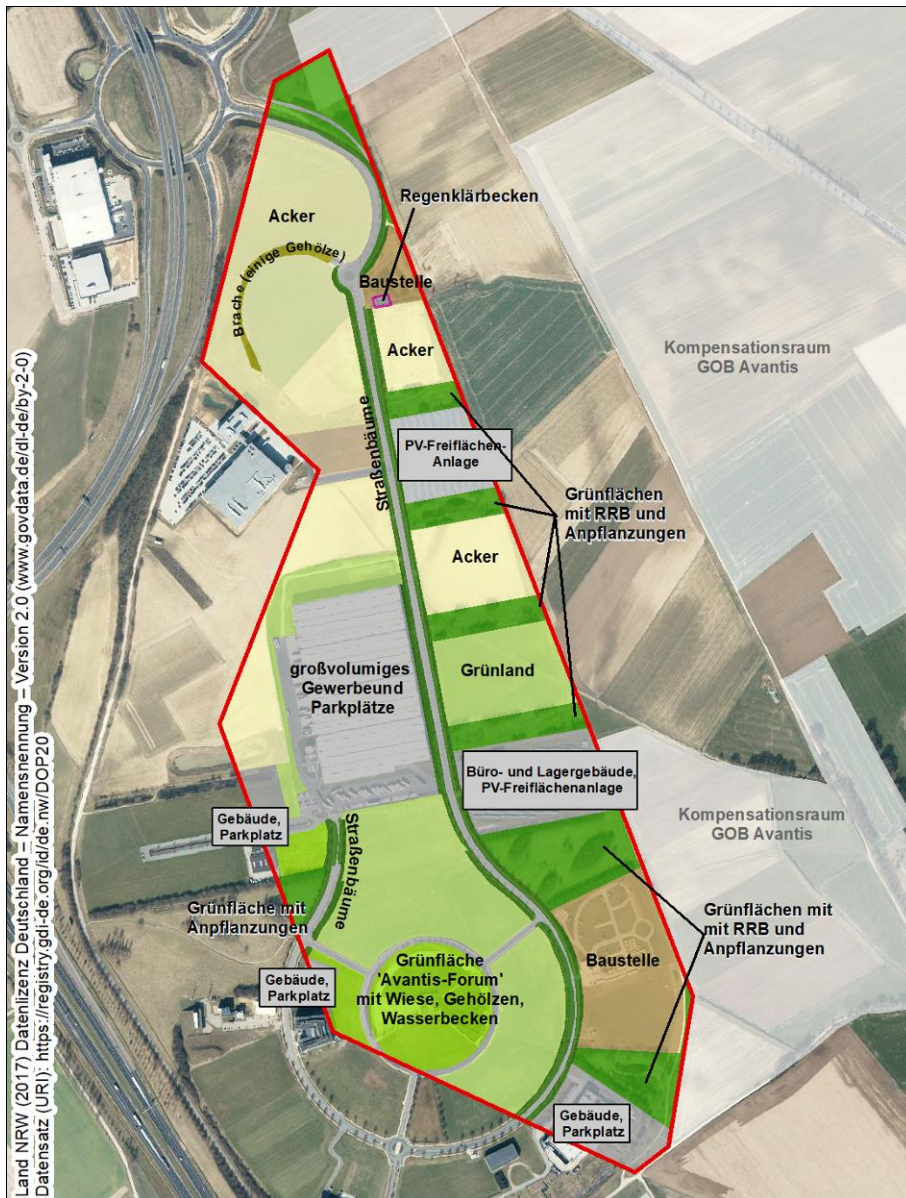 Regenklärbecken
Acker
Brache (einige Gehölze)
Baustelle
Acker
Kompensationsraum
GOB Avantis
Straßenbäume
PV-Freiflächen-
Anlage
Grünflächen
mit RRB und
Anpflanzungen
Acker
großvolumiges
Gewerbeund
Parkplätze
Grünland
Büro- und Lagergebäude,
PV-Freiflächenanlage
Gebäude,
Parkplatz
Straßenbäume
Kompensationsraum
GOB Avantis
Grünfläche mit
Anpflanzungen
Grünflächen mit
mit RRB und
Anpflanzungen
Baustelle
Gebäude,
Parkplatz
Grünfläche
'Avantis-Forum'
mit Wiese, Gehölzen,
Wasserbecken
Gebäude,
Parkplatz
Land NRW (2017) Datenlizenz Deutschland – Namensnennung – Version 2.0 (www.govdata.de/dl-de/by-2-0)
Datensatz (URI): https://registry.gdi-de.org/id/de.nw/DOP20